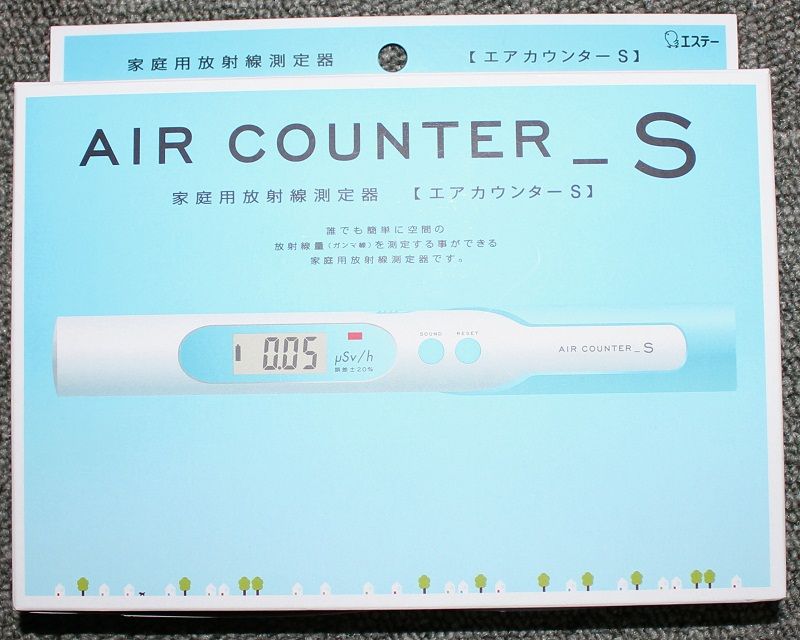 家庭用放射線測定器 【エアカウンターS】 エステー
AIR COUNTER_S
家庭用放射線測定器 【エアカウンターS】
誰でも簡単に空間の
放射線量(ガンマ線)を測定する事ができる
家庭用放射線測定器です。
SOUND RESET
0.05 μSv/h
誤差±20%
AIR COUNTER_S